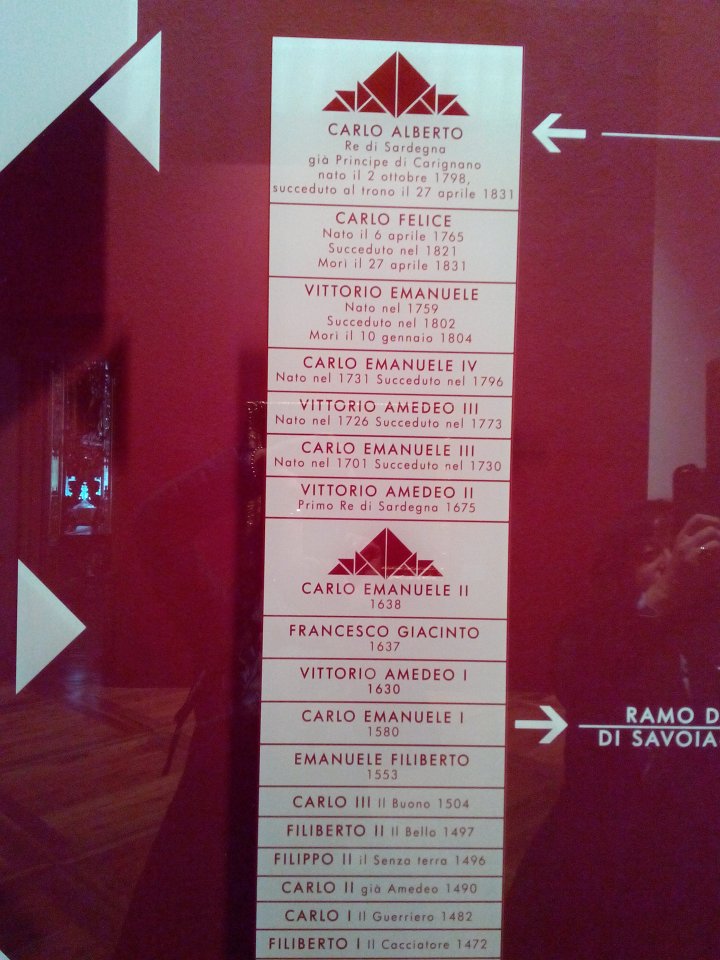 CARLO ALBERTO
Re di Sardegna
già Principe di Carignano
nato il 2 ottobre 1798,
succeduto al trono il 27 aprile 1831
CARLO FELICE
Nato il 6 aprile 1765
Succeduto nel 1821
Morì il 27 aprile 1831
VITTORIO EMANUELE
Nato nel 1759
Succeduto nel 1802
Morì il 10 gennaio 1804
CARLO EMANUELE IV
Nato nel 1731 Succeduto nel 1796
VITTORIO AMEDEO III
Nato nel 1726 Succeduto nel 1773
CARLO EMANUELE III
Nato nel 1701 Succeduto nel 1730
VITTORIO AMEDEO II
Primo Re di Sardegna 1675
CARLO EMANUELE II
1638
FRANCESCO GIACINTO
1637
VITTORIO AMEDEO I
1630
CARLO EMANUELE I
1580
RAMO D
DI SAVOIA
EMANUELE FILIBERTO
1553
CARLO III Il Buono 1504
FILIBERTO II Il Bello 1497
FILIPPO II il Senza terra 1496
CARLO II già Amedeo 1490
CARLO I Il Guerriero 1482
FILIBERTO I Il Cacciatore 1472